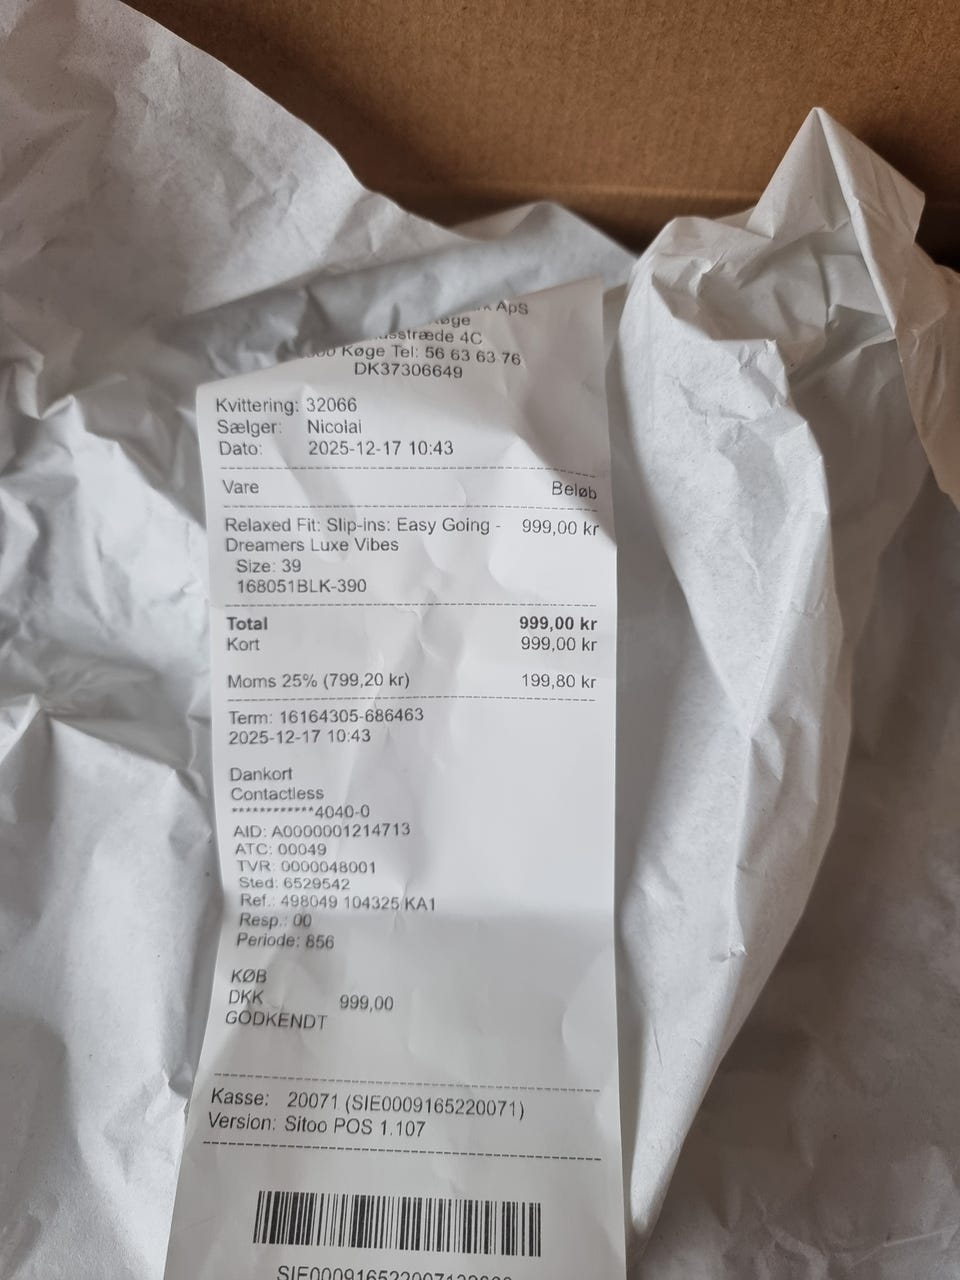 ApS
Køge
4C
Køge Tel: 56 63 63 76
DK37306649
Kvittering: 32066
Sælger: Nicolai
Dato: 2025-12-17 10:43
Vare Beløb
Relaxed Fit: Slip-ins: Easy Going - 999,00 kr
Dreamers Luxe Vibes
Size: 39
168051BLK-390
Total 999,00 kr
Kort 999,00 kr
Moms 25% (799,20 kr) 199,80 kr
Term: 16164305-686463
2025-12-17 10:43
Dankort
Contactless
************4040-0
AID: A0000001214713
ATC: 00049
TVR: 0000048001
Sted: 6529542
Ref.: 498049 104325 KA1
Resp.: 00
Periode: 856
KØB
DKK 999,00
GODKENDT
Kasse: 20071 (SIE0009165220071)
Version: Sitoo POS 1.107